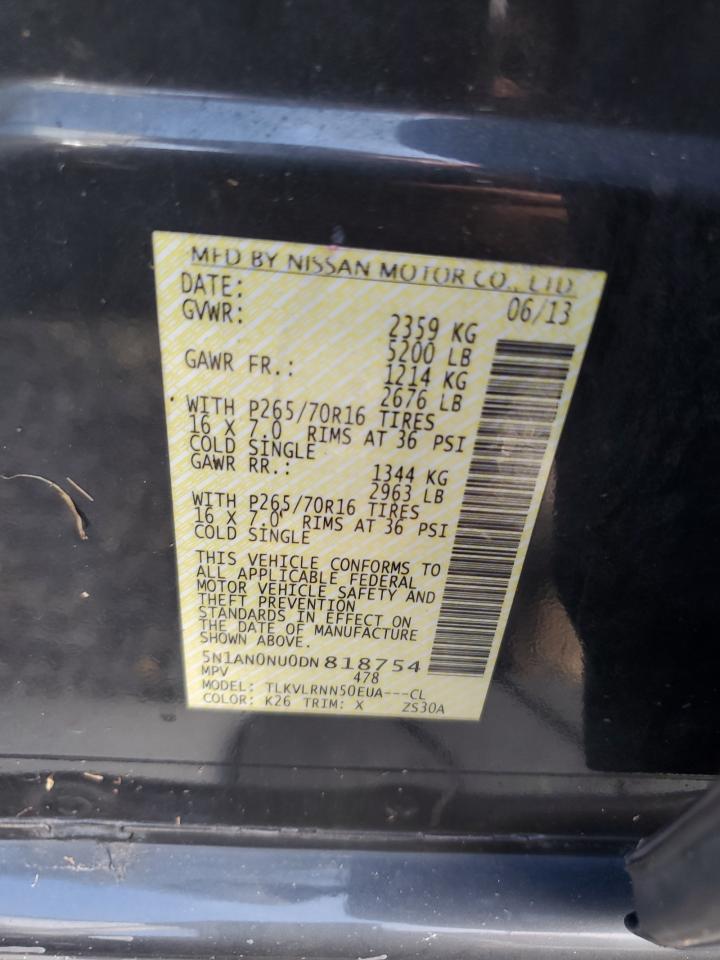 MFD BY NISSAN MOTOR CO., LTD.
DATE: 06/13
GVWR: 2359 KG
5200 LB
GAWR FR.: 1214 KG
2676 LB
WITH P265/70R16 TIRES
16 X 7.0 RIMS AT 36 PSI
COLD SINGLE
GAWR RR.: 1344 KG
2963 LB
WITH P265/70R16 TIRES
16 X 7.0 RIMS AT 36 PSI
COLD SINGLE
THIS VEHICLE CONFORMS TO
ALL APPLICABLE FEDERAL
MOTOR VEHICLE SAFETY AND
THEFT PREVENTION
STANDARDS IN EFFECT ON
THE DATE OF MANUFACTURE
SHOWN ABOVE.
5N1AN0NU0DN818754
MPV 478
MODEL: TLKVLRNN50EUA---CL
COLOR: K26 TRIM: X ZS30A